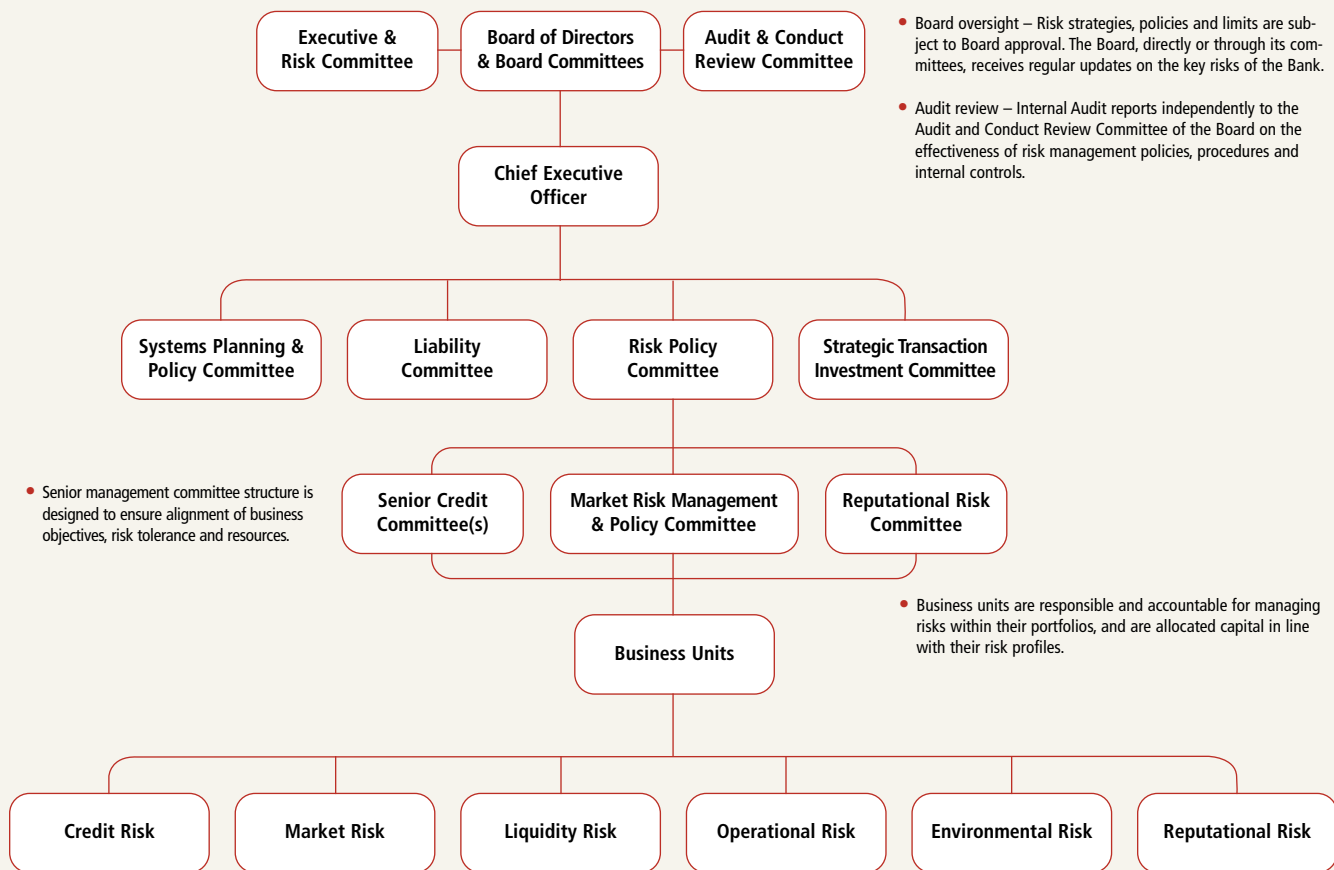 Executive &
Risk Committee
Board of Directors
& Board Committees
Audit & Conduct
Review Committee
• Board oversight – Risk strategies, policies and limits are sub-
ject to Board approval. The Board, directly or through its com-
mittees, receives regular updates on the key risks of the Bank.
• Audit review – Internal Audit reports independently to the
Audit and Conduct Review Committee of the Board on the
effectiveness of risk management policies, procedures and
internal controls.
Chief Executive
Officer
Systems Planning &
Policy Committee
Liability
Committee
Risk Policy
Committee
Strategic Transaction
Investment Committee
• Senior management committee structure is
designed to ensure alignment of business
objectives, risk tolerance and resources.
Senior Credit
Committee(s)
Market Risk Management
& Policy Committee
Reputational Risk
Committee
• Business units are responsible and accountable for managing
risks within their portfolios, and are allocated capital in line
with their risk profiles.
Business Units
Credit Risk
Market Risk
Liquidity Risk
Operational Risk
Environmental Risk
Reputational Risk